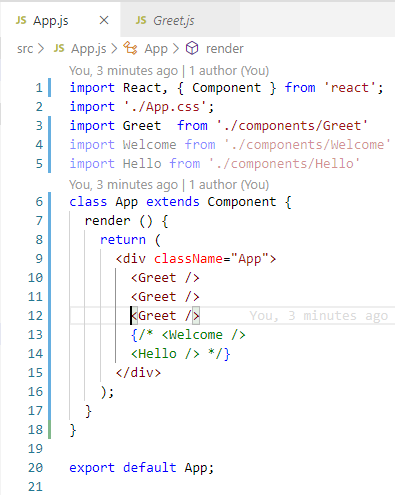 JS App.js × JS Greet.js
src > JS App.js > App > render
You, 3 minutes ago | 1 author (You)
1 import React, { Component } from 'react';
2 import './App.css';
3 import Greet  from './components/Greet'
4 import Welcome from './components/Welcome'
5 import Hello from './components/Hello'
You, 3 minutes ago | 1 author (You)
6 class App extends Component {
7   render () {
8     return (
9       <div className="App">
10         <Greet />
11         <Greet />
12         <Greet />      You, 3 minutes ago
13         {/* <Welcome />
14         <Hello /> */}
15       </div>
16     );
17   }
18 }
19
20 export default App;
21